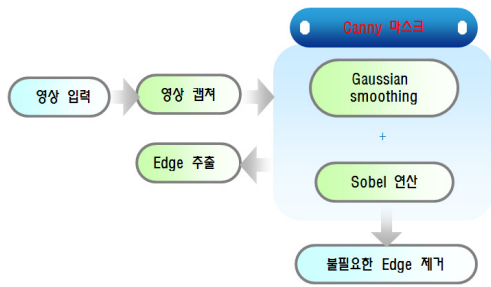 Canny 마스크
영상 입력
영상 캡쳐
Gaussian
smoothing
+
Edge 추출
Sobel 연산
불필요한 Edge 제거